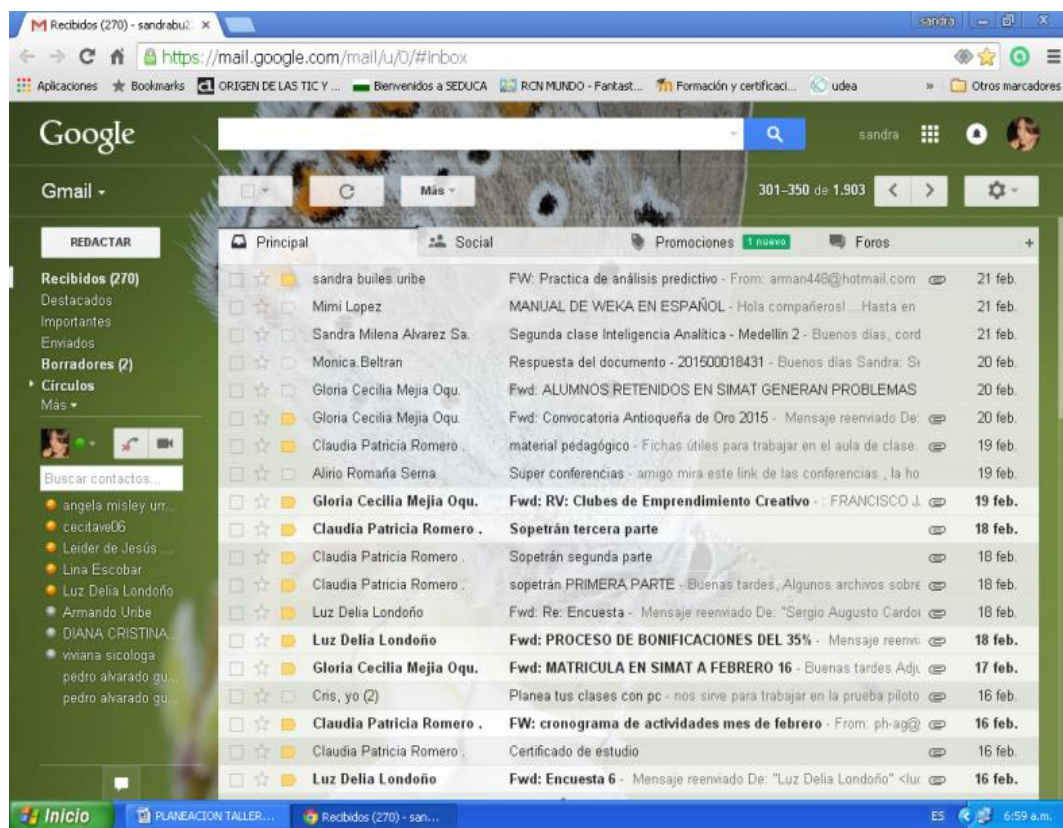 Recibidos (270) - sandrabu2
sandra
https://mail.google.com/mail/u/0/#inbox
Aplicaciones Bookmarks ORIGEN DE LAS TIC Y ... Bienvenidos a SEDUCA RCN MUNDO - Fantast... Formación y certificaci... udea » Otros marcadores
Google sandra
Gmail Más 301–350 de 1.903
REDACTAR
Principal Social Promociones 1 nuevo Foros +
Recibidos (270)
Destacados
Importantes
Enviados
Borradores (2)
Círculos
Más
Buscar contactos...
angela misley urr...
cecitave06
Leider de Jesús ...
Lina Escobar
Luz Delia Londoño
Armando Uribe
DIANA CRISTINA
viviana sicologa
pedro alvarado gu...
pedro alvarado gu...
sandra builes uribe FW: Practica de análisis predictivo - From: arman448@hotmail.com 21 feb.
Mimi Lopez MANUAL DE WEKA EN ESPAÑOL - Hola compañeros! ...Hasta en 21 feb.
Sandra Milena Alvarez Sa. Segunda clase Inteligencia Analítica - Medellín 2 - Buenos días, cord 21 feb.
Monica.Beltran Respuesta del documento - 201500018431 - Buenos dias Sandra: 20 feb.
Gloria Cecilia Mejia Oqu. Fwd: ALUMNOS RETENIDOS EN SIMAT GENERAN PROBLEMAS 20 feb.
Gloria Cecilia Mejia Oqu. Fwd: Convocatoria Antioqueña de Oro 2015 - Mensaje reenviado De: 20 feb.
Claudia Patricia Romero . material pedagógico - Fichas útiles para trabajar en el aula de clase. 19 feb.
Alirio Romaña Serna Super conferencias - amigo mira este link de las conferencias , la ho 19 feb.
Gloria Cecilia Mejia Oqu. Fwd: RV: Clubes de Emprendimiento Creativo - : FRANCISCO J. 19 feb.
Claudia Patricia Romero . Sopetrán tercera parte 18 feb.
Claudia Patricia Romero . Sopetrán segunda parte 18 feb.
Claudia Patricia Romero . sopetrán PRIMERA PARTE - Buenas tardes, Algunos archivos sobre 18 feb.
Luz Delia Londoño Fwd: Re: Encuesta - Mensaje reenviado De: "Sergio Augusto Cardo 18 feb.
Luz Delia Londoño Fwd: PROCESO DE BONIFICACIONES DEL 35% - Mensaje reenvi 18 feb.
Gloria Cecilia Mejia Oqu. Fwd: MATRICULA EN SIMAT A FEBRERO 16 - Buenas tardes Adju 17 feb.
Cris, yo (2) Planea tus clases con pc - nos sirve para trabajar en la prueba piloto 16 feb.
Claudia Patricia Romero . FW: cronograma de actividades mes de febrero - From: ph-ag@ 16 feb.
Claudia Patricia Romero . Certificado de estudio 16 feb.
Luz Delia Londoño Fwd: Encuesta 6 - Mensaje reenviado De: "Luz Delia Londoño" <luc 16 feb.
Inicio PLANEACION TALLER... Recibidos (270) - san... ES 6:59 a.m.